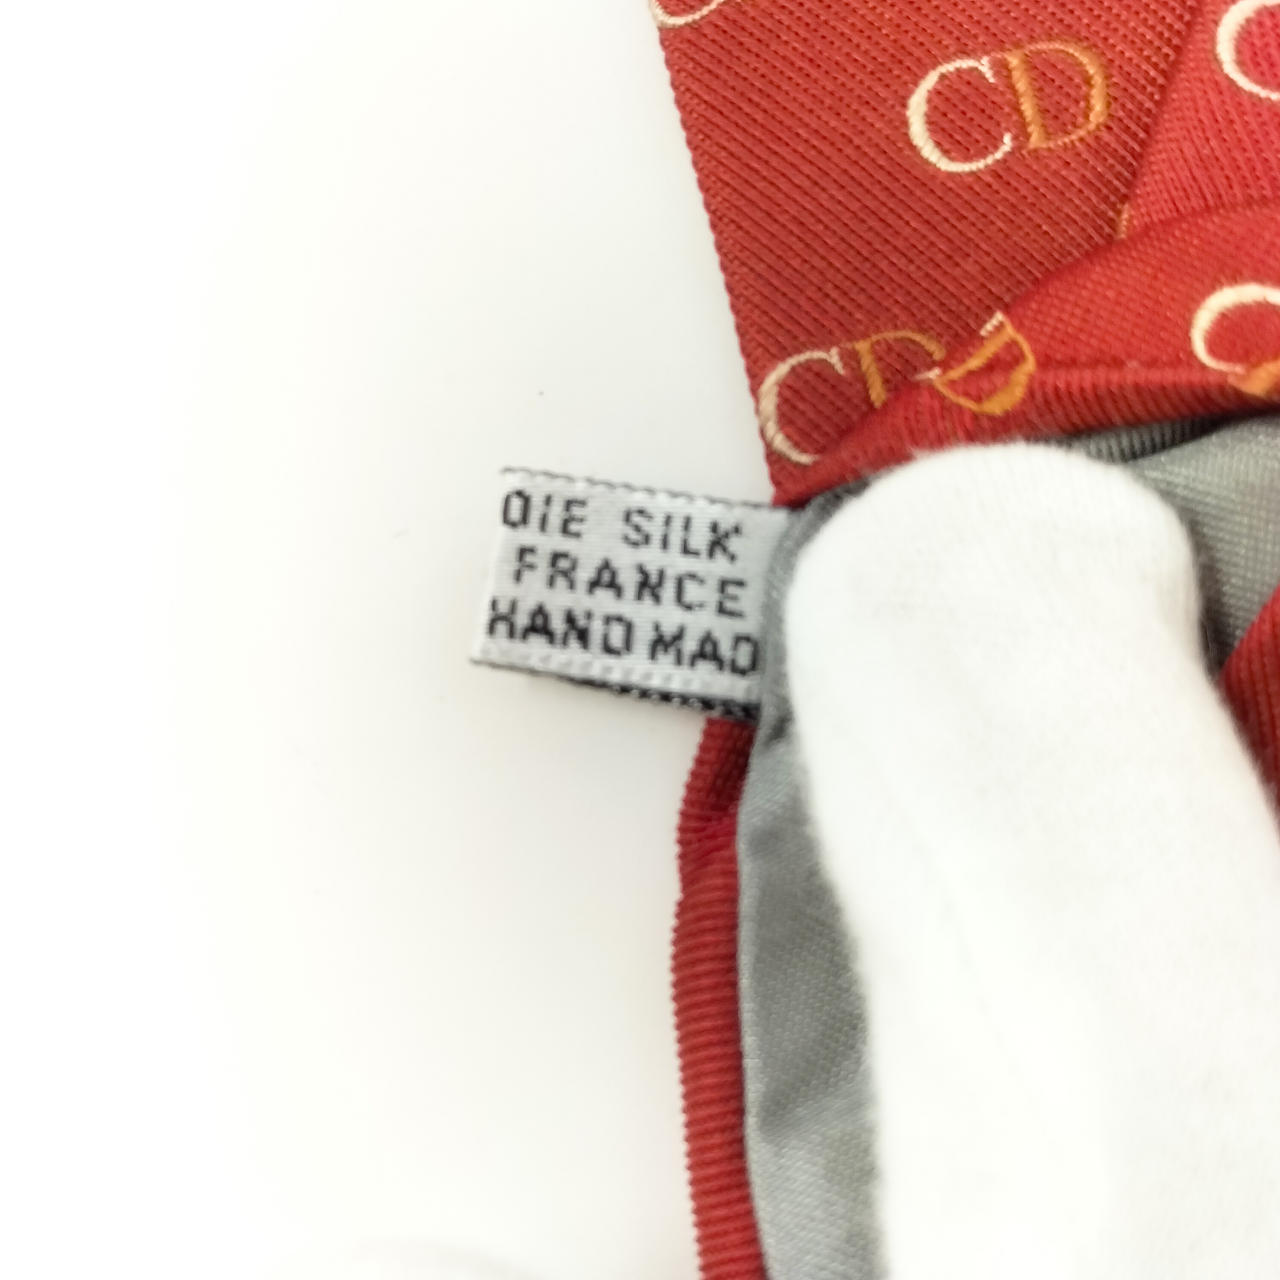 CD
CD D
OIE SILK
FRANCE
HAND MAD